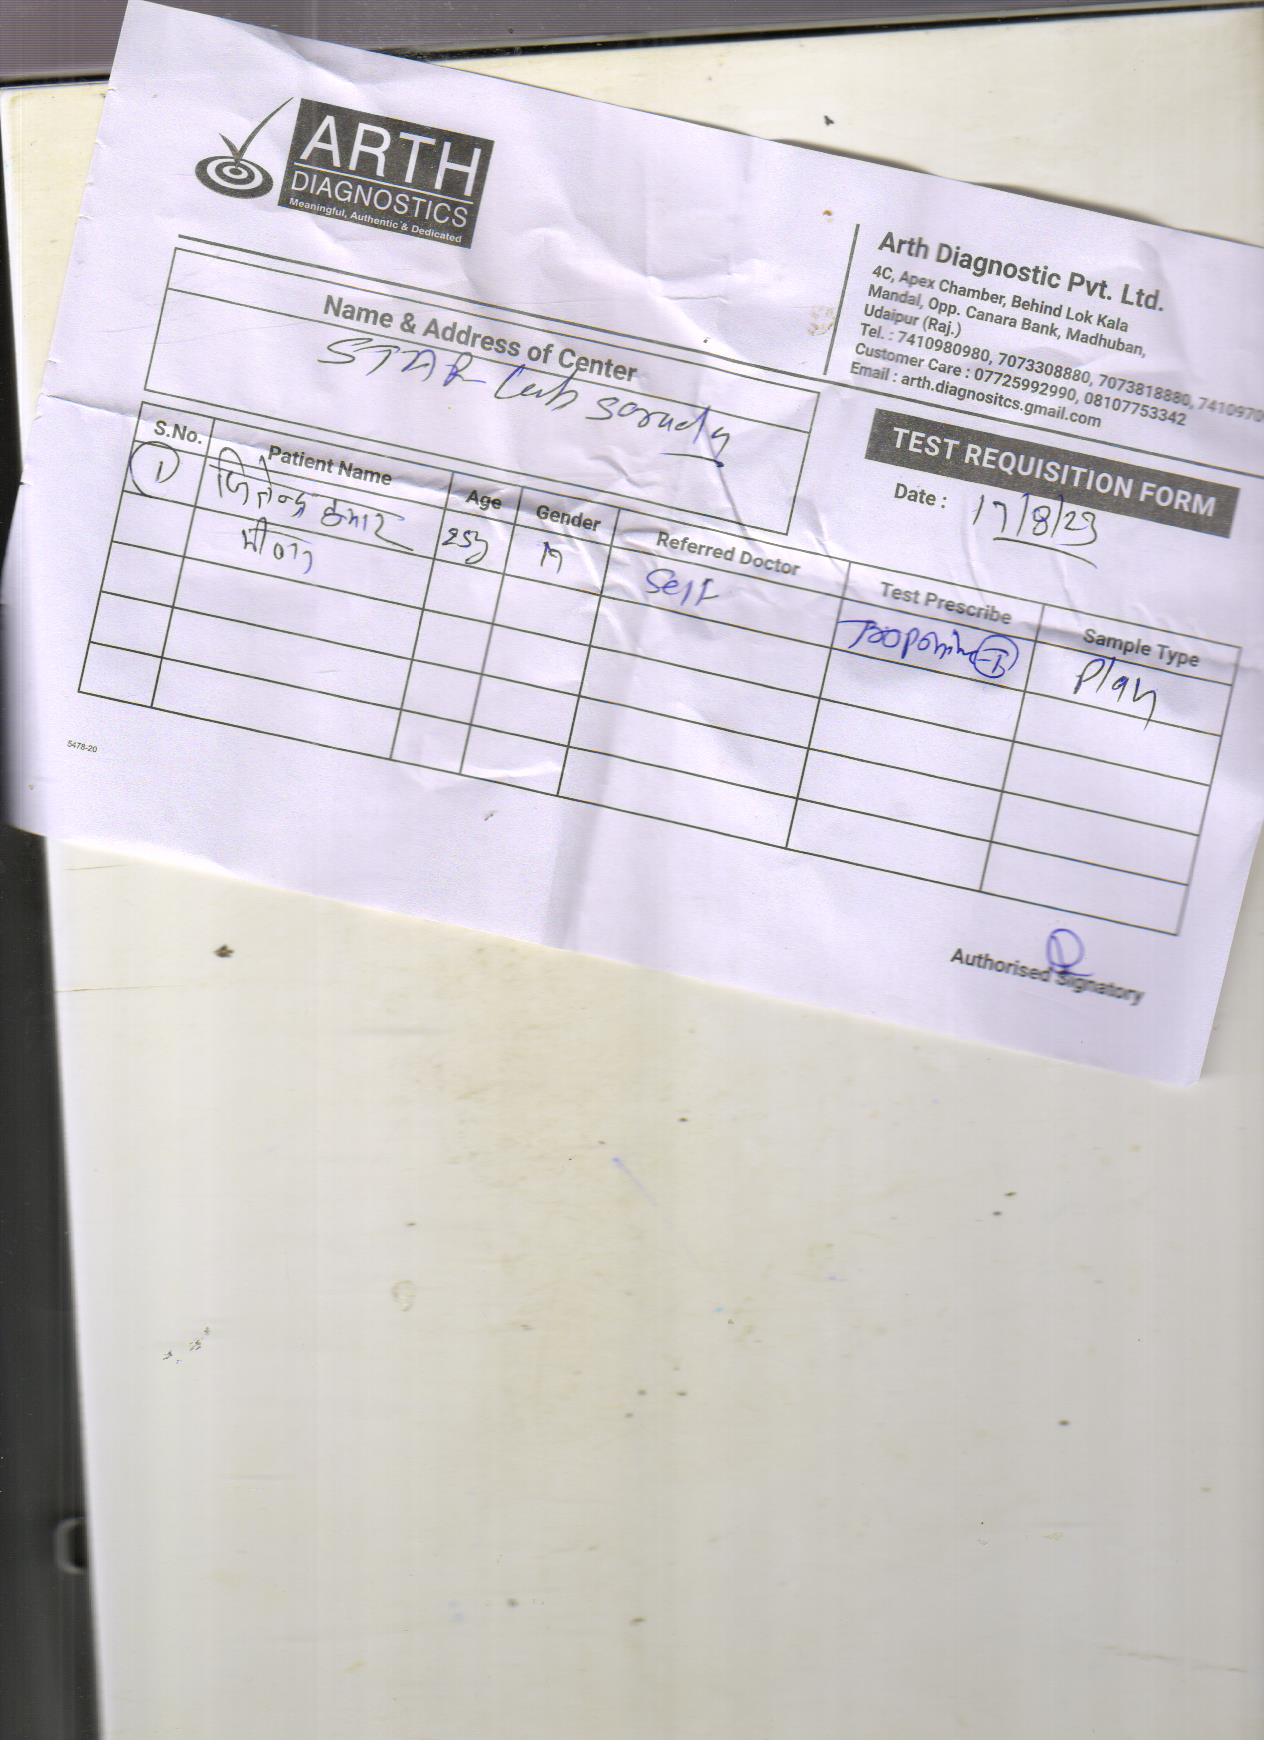 ARTH
DIAGNOSTICS
Meaningful, Authentic & Dedicated
Arth Diagnostic Pvt. Ltd.
4C, Apex Chamber, Behind Lok Kala
Mandal, Opp. Canara Bank, Madhuban,
Udaipur (Raj.)
Tel. : 7410980980, 7073308880, 7073818880, 7410970
Customer Care : 07725992990, 08107753342
Email : arth.diagnositcs.gmail.com
Name & Address of Center
STAR Lab
TEST REQUISITION FORM
Date : 17/8/23
S.No. Patient Name Age Gender Referred Doctor Test Prescribe Sample Type
1 जितेन्द्र कुमार 25y M Self Plan
मीणा
5478-20
Authorised Signatory